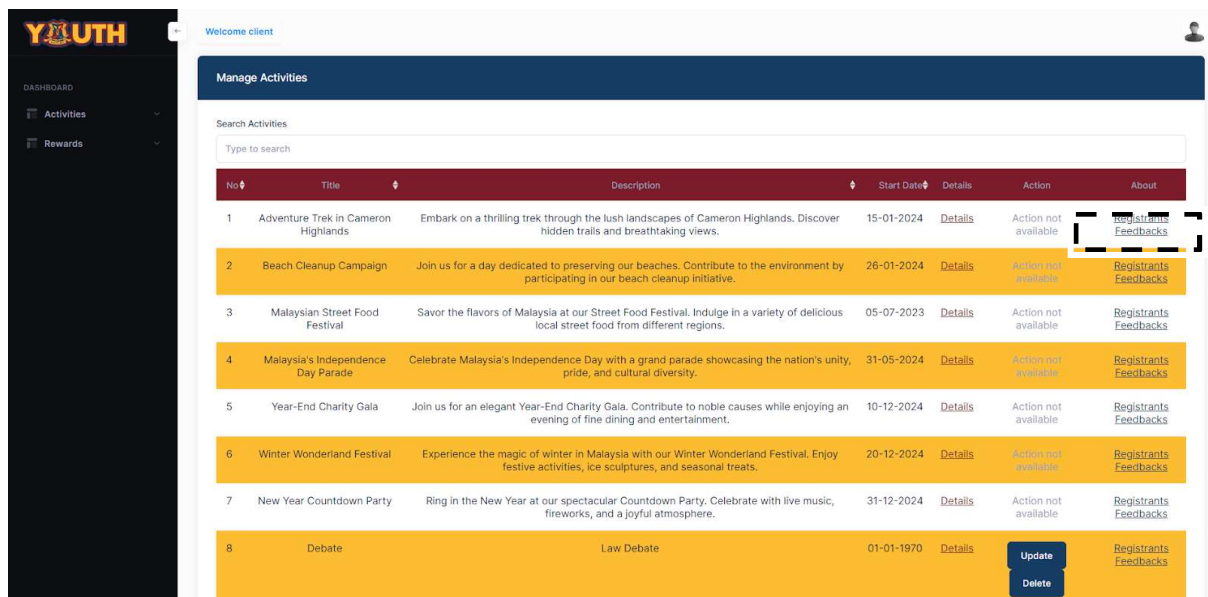 YOUTH
Welcome client
DASHBOARD
Activities
Rewards
Manage Activities
Search Activities
Type to search
No Title Description Start Date Details Action About
1 Adventure Trek in Cameron Embark on a thrilling trek through the lush landscapes of Cameron Highlands. Discover 15-01-2024 Details Action not Registrants
Highlands hidden trails and breathtaking views. available Feedbacks
2 Beach Cleanup Campaign Join us for a day dedicated to preserving our beaches. Contribute to the environment by 26-01-2024 Details Action not Registrants
participating in our beach cleanup initiative. available Feedbacks
3 Malaysian Street Food Savor the flavors of Malaysia at our Street Food Festival. Indulge in a variety of delicious 05-07-2023 Details Action not Registrants
Festival local street food from different regions. available Feedbacks
4 Malaysia's Independence Celebrate Malaysia's Independence Day with a grand parade showcasing the nation's unity, 31-05-2024 Details Action not Registrants
Day Parade pride, and cultural diversity. available Feedbacks
5 Year-End Charity Gala Join us for an elegant Year-End Charity Gala. Contribute to noble causes while enjoying an 10-12-2024 Details Action not Registrants
evening of fine dining and entertainment. available Feedbacks
6 Winter Wonderland Festival Experience the magic of winter in Malaysia with our Winter Wonderland Festival. Enjoy 20-12-2024 Details Action not Registrants
festive activities, ice sculptures, and seasonal treats. available Feedbacks
7 New Year Countdown Party Ring in the New Year at our spectacular Countdown Party. Celebrate with live music, 31-12-2024 Details Action not Registrants
fireworks, and a joyful atmosphere. available Feedbacks
8 Debate Law Debate 01-01-1970 Details Update Registrants
Feedbacks
Delete